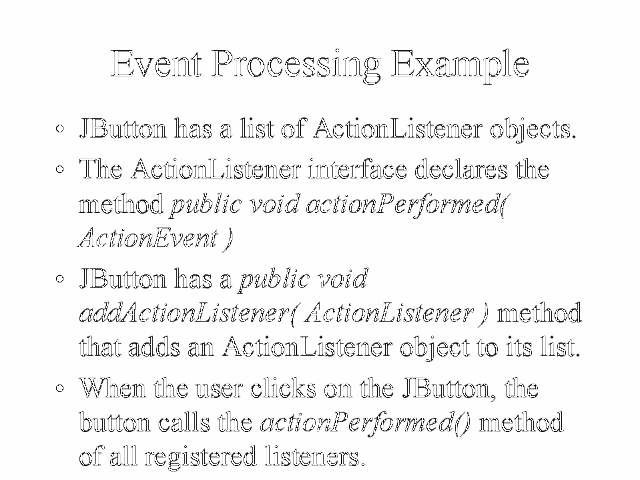 Event Processing Example
• JButton has a list of ActionListener objects.
• The ActionListener interface declares the
method public void actionPerformed(
ActionEvent )
• JButton has a public void
addActionListener( ActionListener ) method
that adds an ActionListener object to its list.
• When the user clicks on the JButton, the
button calls the actionPerformed() method
of all registered listeners.